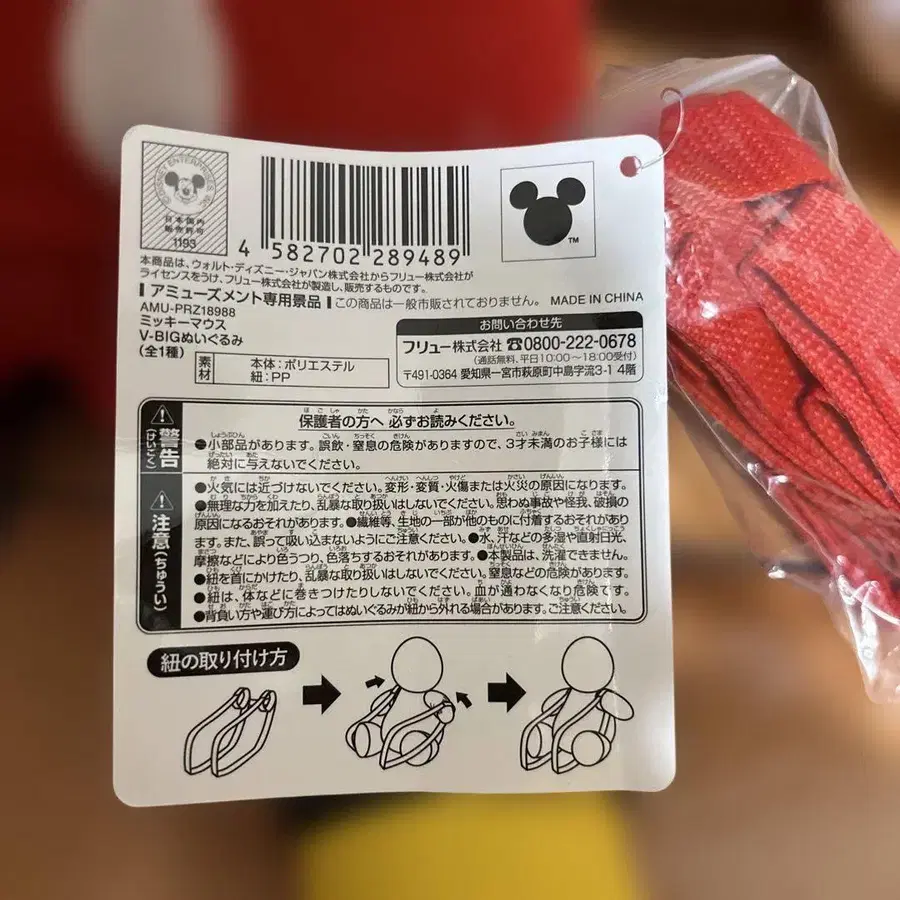 DISNEY ENTERPRISES, INC.
日本国内
販売許可
1193
4 582702 289489
TM
本商品は、ウォルト・ディズニー・ジャパン株式会社からフリュー株式会社が
ライセンスをうけ、フリュー株式会社が製造し、販売するものです。
アミューズメント専用景品 この商品は一般市販されておりません。 MADE IN CHINA
AMU-PRZ18988
ミッキーマウス
V-BIGぬいぐるみ
(全1種)
素材
本体:ポリエステル
紐:PP
お問い合わせ先
フリュー株式会社 ☎0800-222-0678
(通話無料、平日10:00~18:00受付)
〒491-0364 愛知県一宮市萩原町中島字流3-1 4階
警告
けいこく
保護者の方へ 必ずお読みください。
●小部品があります。誤飲・窒息の危険がありますので、3才未満のお子様には
絶対に与えないでください。
注意(ちゅうい)
●火気には近づけないでください。変形・変質・火傷または火災の原因になります。
●無理な力を加えたり、乱暴な取り扱いはしないでください。思わぬ事故や怪我、破損の
原因になるおそれがあります。●繊維等、生地の一部が他のものに付着するおそれがあり
ます。また、誤って吸い込まないようにご注意ください。●水、汗などの多湿や直射日光、
摩擦などにより色うつり、色落ちするおそれがあります。●本製品は、洗濯できません。
●紐を首にかけたり、乱暴な取り扱いはしないでください。窒息などの危険があります。
●紐は、体などに巻きつけたりしないでください。血が通わなくなり危険です。
●背負い方や運び方によってはぬいぐるみが紐から外れる場合があります。ご注意ください。
紐の取り付け方